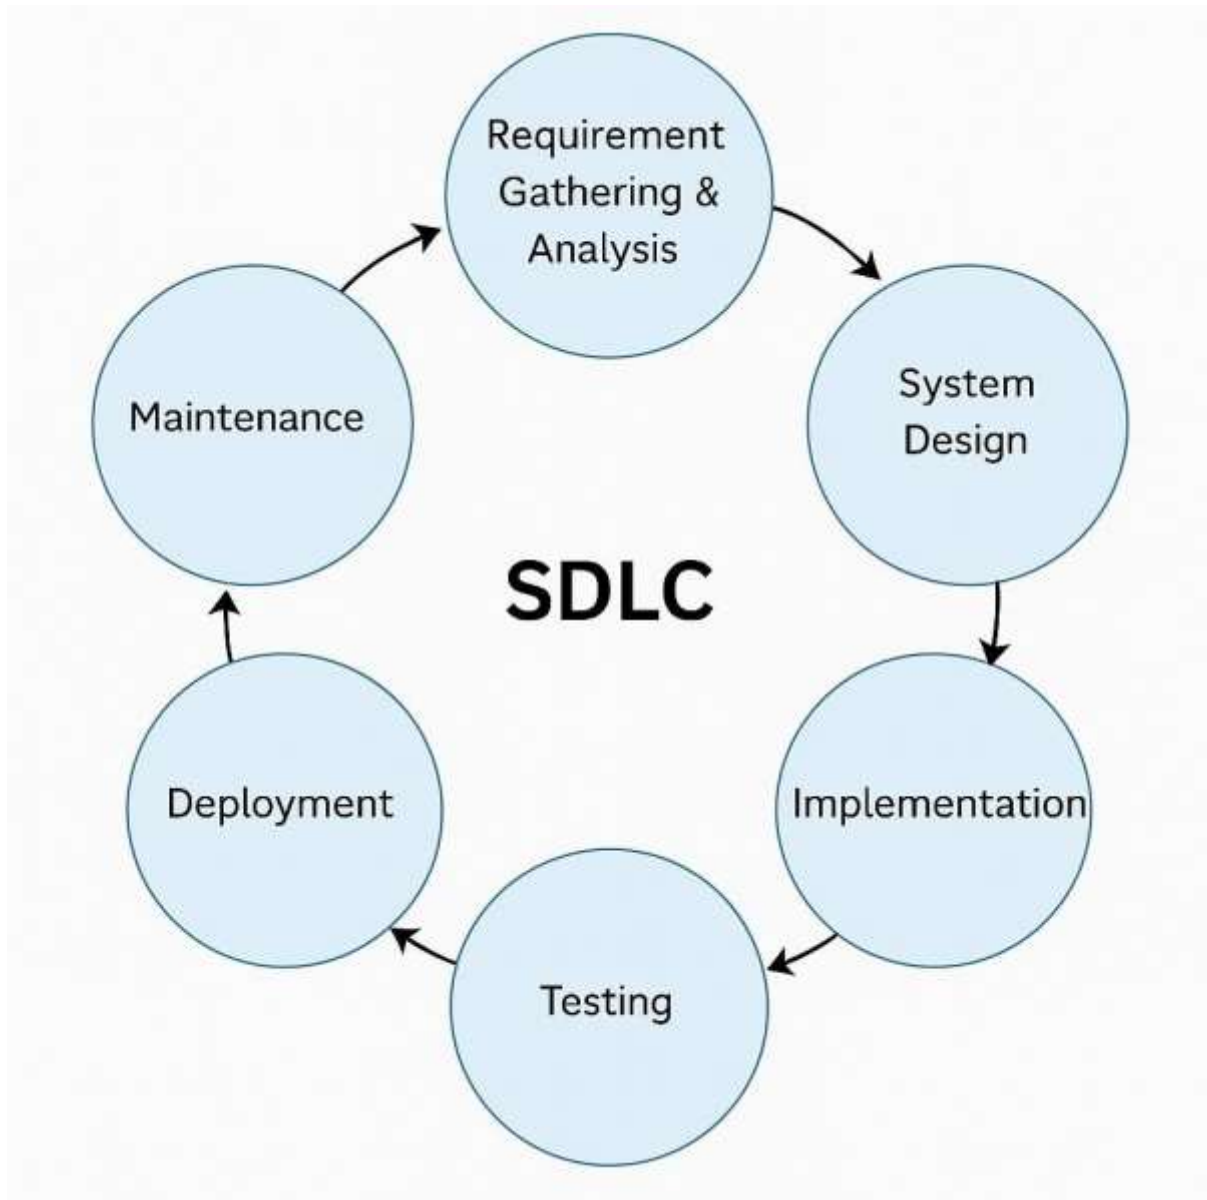 Requirement
Gathering &
Analysis
System
Design
Maintenance
SDLC
Implementation
Deployment
Testing